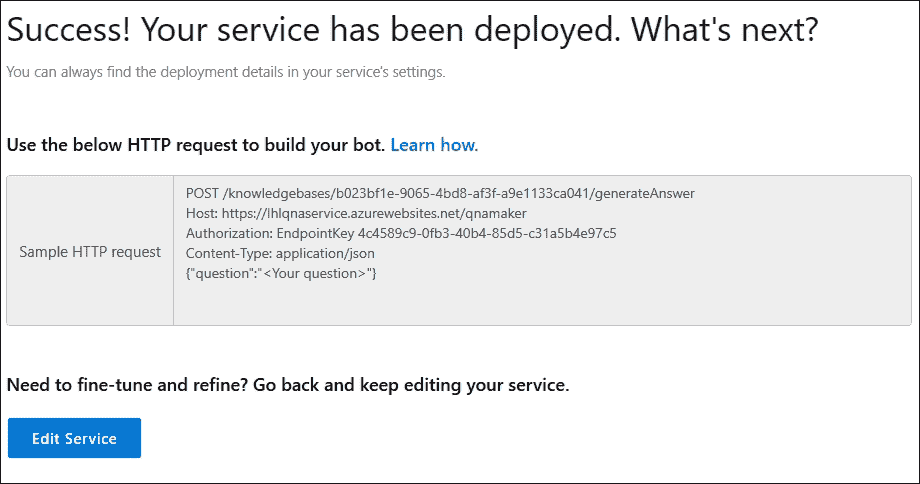 Success! Your service has been deployed. What's next?
You can always find the deployment details in your service's settings.
Use the below HTTP request to build your bot. Learn how.
Sample HTTP request
POST /knowledgebases/b023bf1e-9065-4bd8-af3f-a9e1133ca041/generateAnswer
Host: https://lhlqnaservice.azurewebsites.net/qnamaker
Authorization: EndpointKey 4c4589c9-0fb3-40b4-85d5-c31a5b4e97c5
Content-Type: application/json
{"question":"<Your question>"}
Need to fine-tune and refine? Go back and keep editing your service.
Edit Service